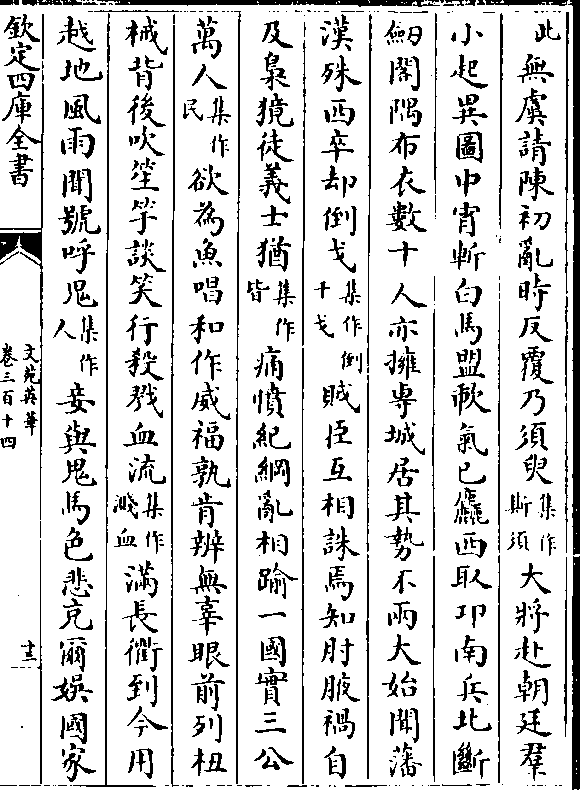 此無虞請陳初亂時反覆乃須臾集作斯須大將赴朝廷羣
小起異圖中宵斬白馬盟歃氣已麤西取卭南兵北斷
劒閣隅布衣數十人亦擁專城居其勢不兩大始聞藩
漢殊西卒却倒戈集作倒干戈賊臣互相誅焉知肘腋禍自
及梟獍徒義士猶集作皆痛憤紀綱亂相踰一國實三公
萬人集作民欲為魚唱和作威福孰肯辨無辜眼前列杻
械背後吹笙竽談笑行殺戮血流集作濺血滿長衢到今用
越地風雨聞號呼鬼集作人妾與鬼馬色悲充爾娯國家
欽定四庫全書
文苑英華
卷三百十四
十三